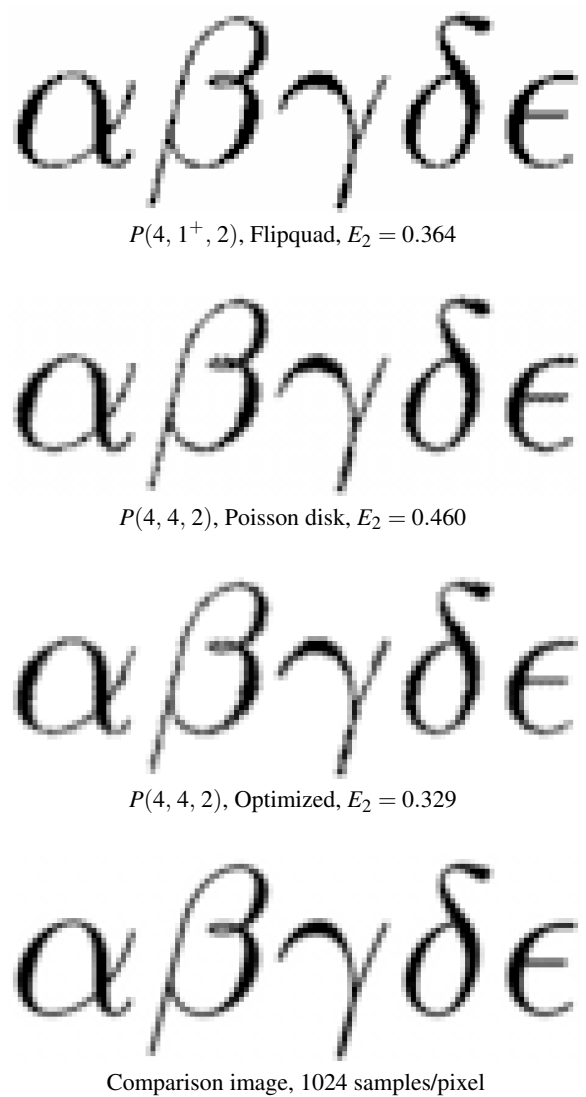 αβγδϵ
P(4, 1⁺, 2), Flipquad, E₂ = 0.364
αβγδϵ
P(4, 4, 2), Poisson disk, E₂ = 0.460
αβγδϵ
P(4, 4, 2), Optimized, E₂ = 0.329
αβγδϵ
Comparison image, 1024 samples/pixel